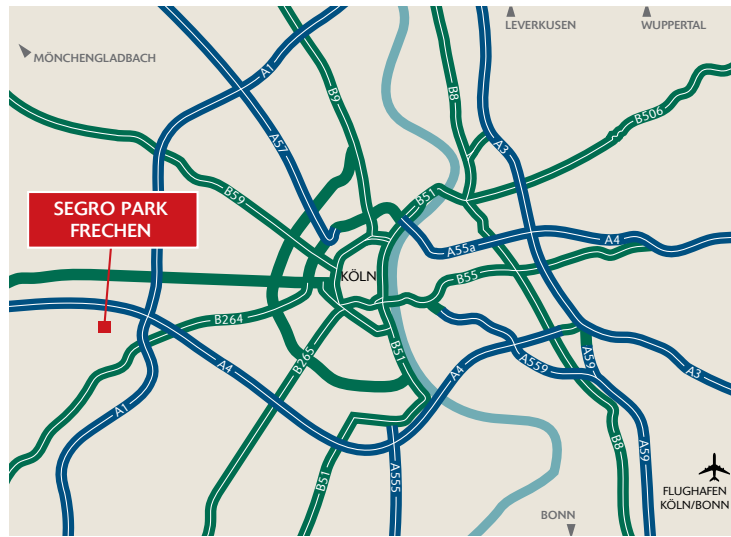 LEVERKUSEN
WUPPERTAL
MÖNCHENGLADBACH
A1
B9
B8
B506
A57
A3
B59
B51
SEGRO PARK
FRECHEN
A55a
A4
KÖLN
B55
B264
B265
B51
A4
A4
A559
A59
A3
A1
B8
A59
B51
A555
FLUGHAFEN
KÖLN/BONN
BONN